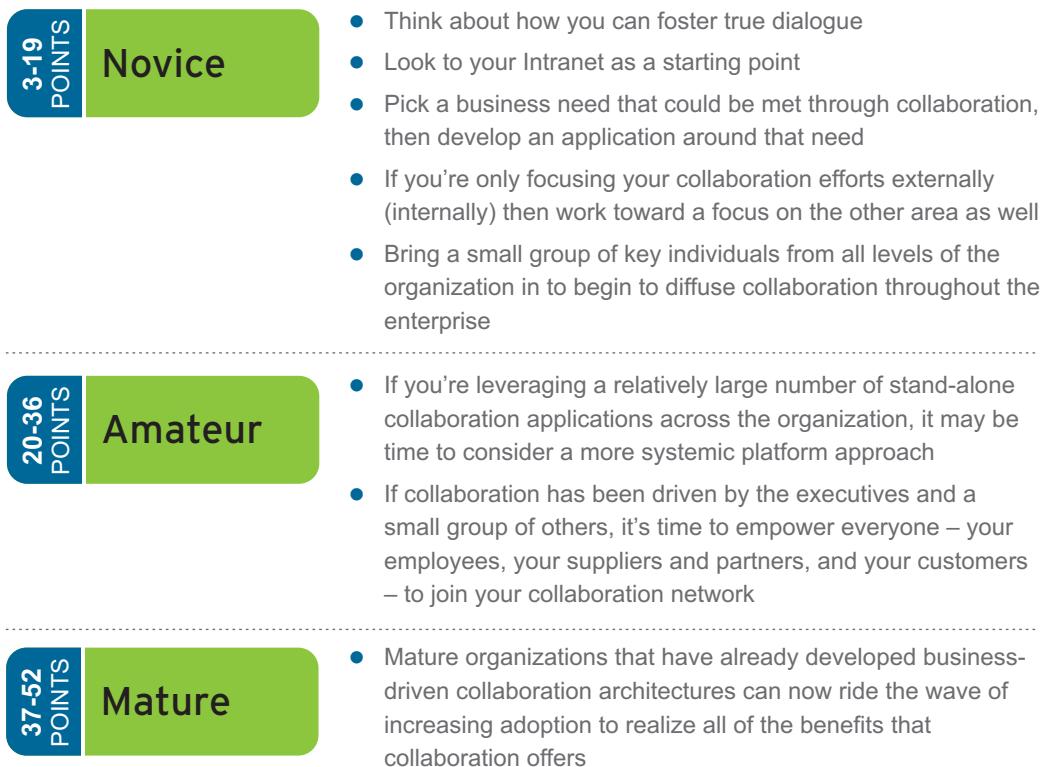 3-19
POINTS
Novice
● Think about how you can foster true dialogue
● Look to your Intranet as a starting point
● Pick a business need that could be met through collaboration,
then develop an application around that need
● If you're only focusing your collaboration efforts externally
(internally) then work toward a focus on the other area as well
● Bring a small group of key individuals from all levels of the
organization in to begin to diffuse collaboration throughout the
enterprise
20-36
POINTS
Amateur
● If you're leveraging a relatively large number of stand-alone
collaboration applications across the organization, it may be
time to consider a more systemic platform approach
● If collaboration has been driven by the executives and a
small group of others, it's time to empower everyone – your
employees, your suppliers and partners, and your customers
– to join your collaboration network
37-52
POINTS
Mature
● Mature organizations that have already developed business-
driven collaboration architectures can now ride the wave of
increasing adoption to realize all of the benefits that
collaboration offers